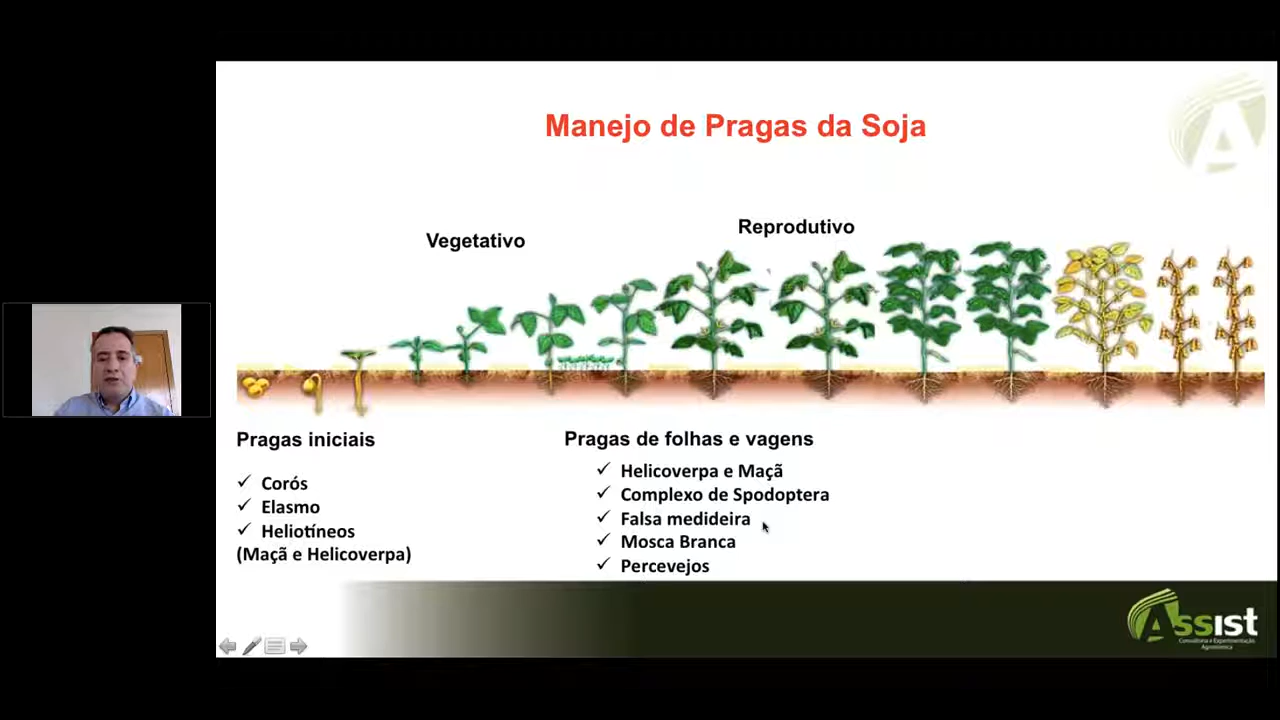 Manejo de Pragas da Soja
Reprodutivo
Vegetativo
Pragas iniciais
✓ Corós
✓ Elasmo
✓ Heliotíneos
(Maçã e Helicoverpa)
Pragas de folhas e vagens
✓ Helicoverpa e Maçã
✓ Complexo de Spodoptera
✓ Falsa medideira
✓ Mosca Branca
✓ Percevejos
Assist
Consultoria e Experimentação
Agronômica